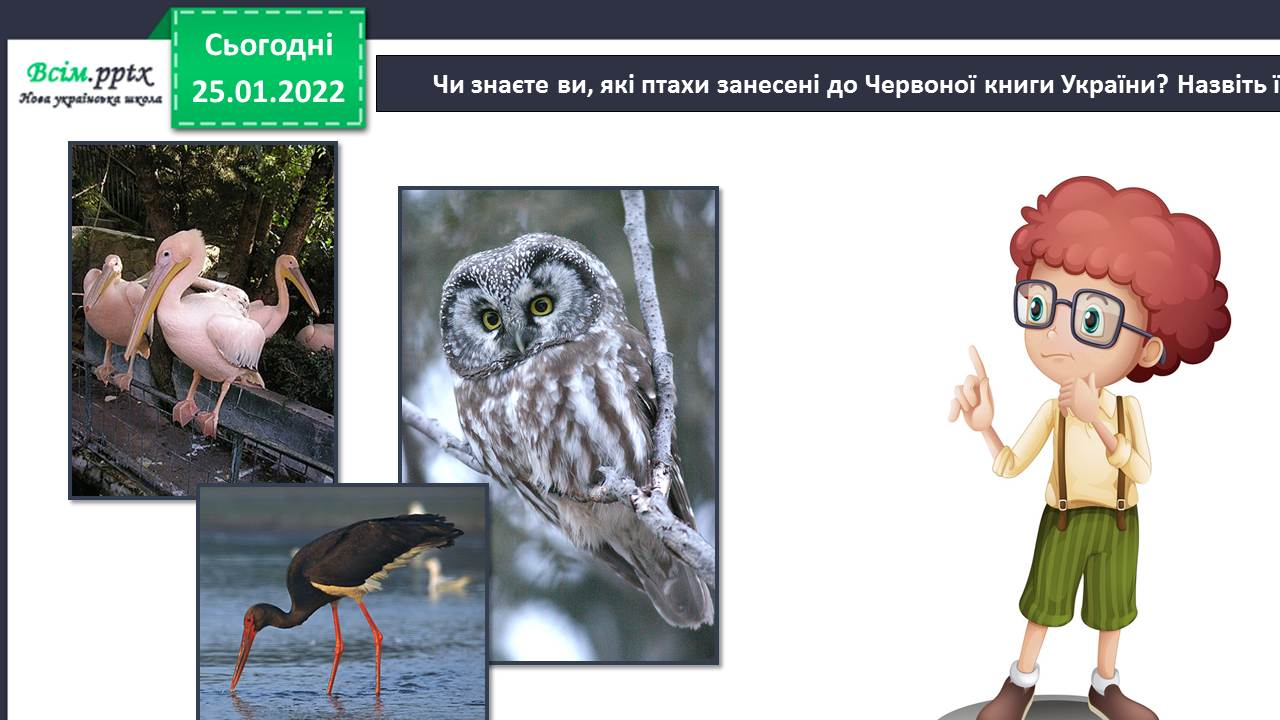 Сьогодні
25.01.2022
Всім.pptx
Нова українська школа
Чи знаєте ви, які птахи занесені до Червоної книги України? Назвіть ї